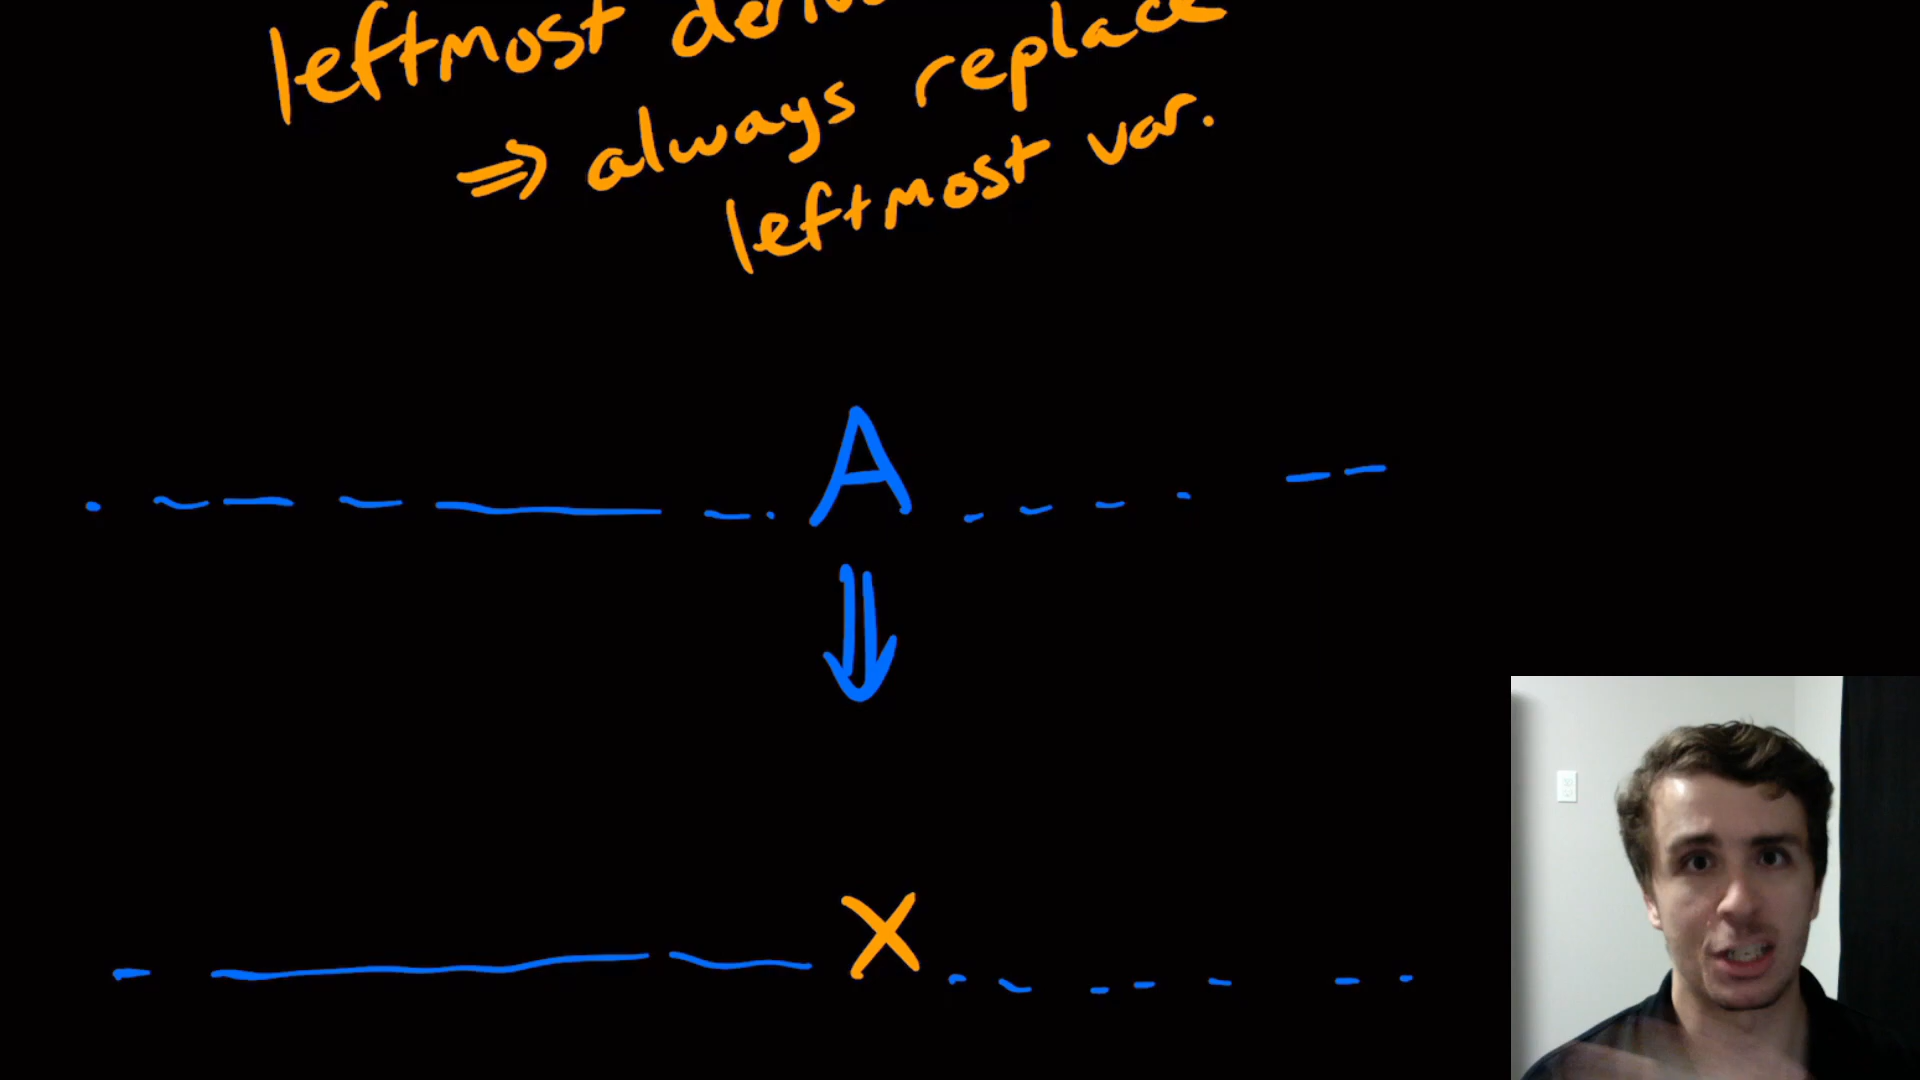 leftmost
⇒ always replace
leftmost var.
A
⇓
X